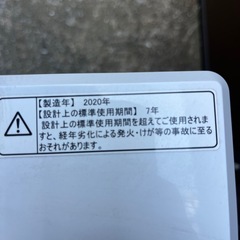 【製造年】 2020年
【設計上の標準使用期間】 7年
設計上の標準使用期間を超えてご使用されま
すと、経年劣化による発火・けが等の事故に至る
おそれがあります。